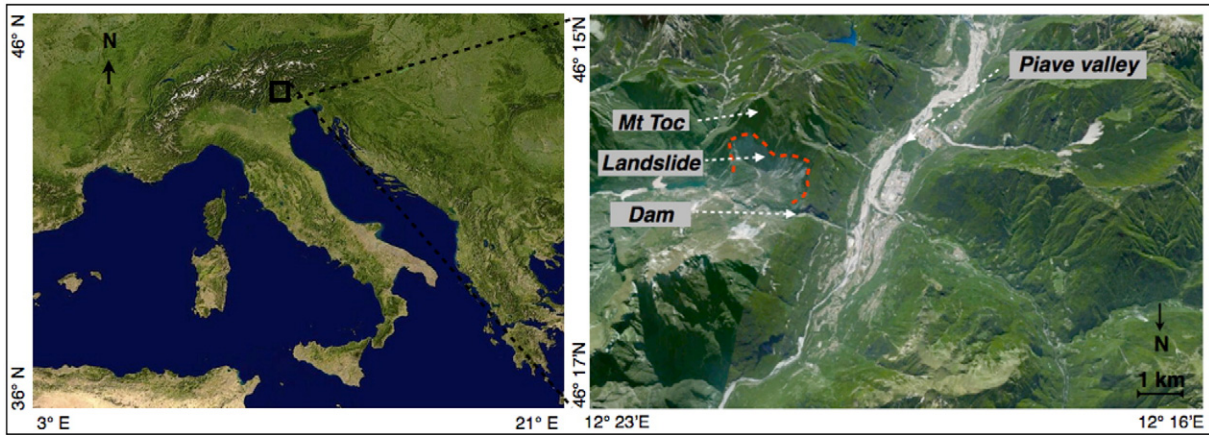 46° N
N
36° N
3° E
21° E
46° 15'N
Piave valley
Mt Toc
Landslide
Dam
N
1 km
46° 17'N
12° 23'E
12° 16'E